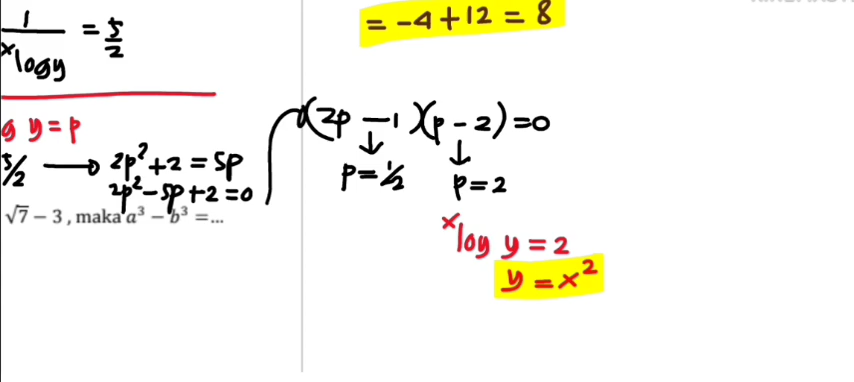 1/ˣlog y = 5/2
g y = p
5/2 → 2p² + 2 = 5p
2p² - 5p + 2 = 0
√7 − 3 , maka a³ − b³ =...
= -4 + 12 = 8
(2p - 1)(p - 2) = 0
p = 1/2 p = 2
ˣlog y = 2
y = x²